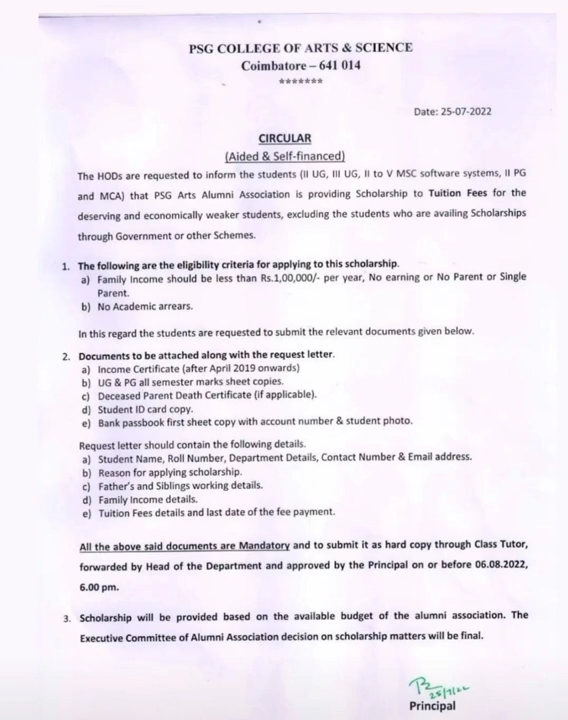 PSG COLLEGE OF ARTS & SCIENCE
Coimbatore – 641 014
*******
Date: 25-07-2022
CIRCULAR
(Aided & Self-financed)
The HODs are requested to inform the students (II UG, III UG, II to V MSC software systems, II PG
and MCA) that PSG Arts Alumni Association is providing Scholarship to Tuition Fees for the
deserving and economically weaker students, excluding the students who are availing Scholarships
through Government or other Schemes.
1. The following are the eligibility criteria for applying to this scholarship.
a) Family Income should be less than Rs.1,00,000/- per year, No earning or No Parent or Single
Parent.
b) No Academic arrears.
In this regard the students are requested to submit the relevant documents given below.
2. Documents to be attached along with the request letter.
a) Income Certificate (after April 2019 onwards)
b) UG & PG all semester marks sheet copies.
c) Deceased Parent Death Certificate (if applicable).
d) Student ID card copy.
e) Bank passbook first sheet copy with account number & student photo.
Request letter should contain the following details.
a) Student Name, Roll Number, Department Details, Contact Number & Email address.
b) Reason for applying scholarship.
c) Father's and Siblings working details.
d) Family Income details.
e) Tuition Fees details and last date of the fee payment.
All the above said documents are Mandatory and to submit it as hard copy through Class Tutor,
forwarded by Head of the Department and approved by the Principal on or before 06.08.2022,
6.00 pm.
3. Scholarship will be provided based on the available budget of the alumni association. The
Executive Committee of Alumni Association decision on scholarship matters will be final.
25/7/22
Principal